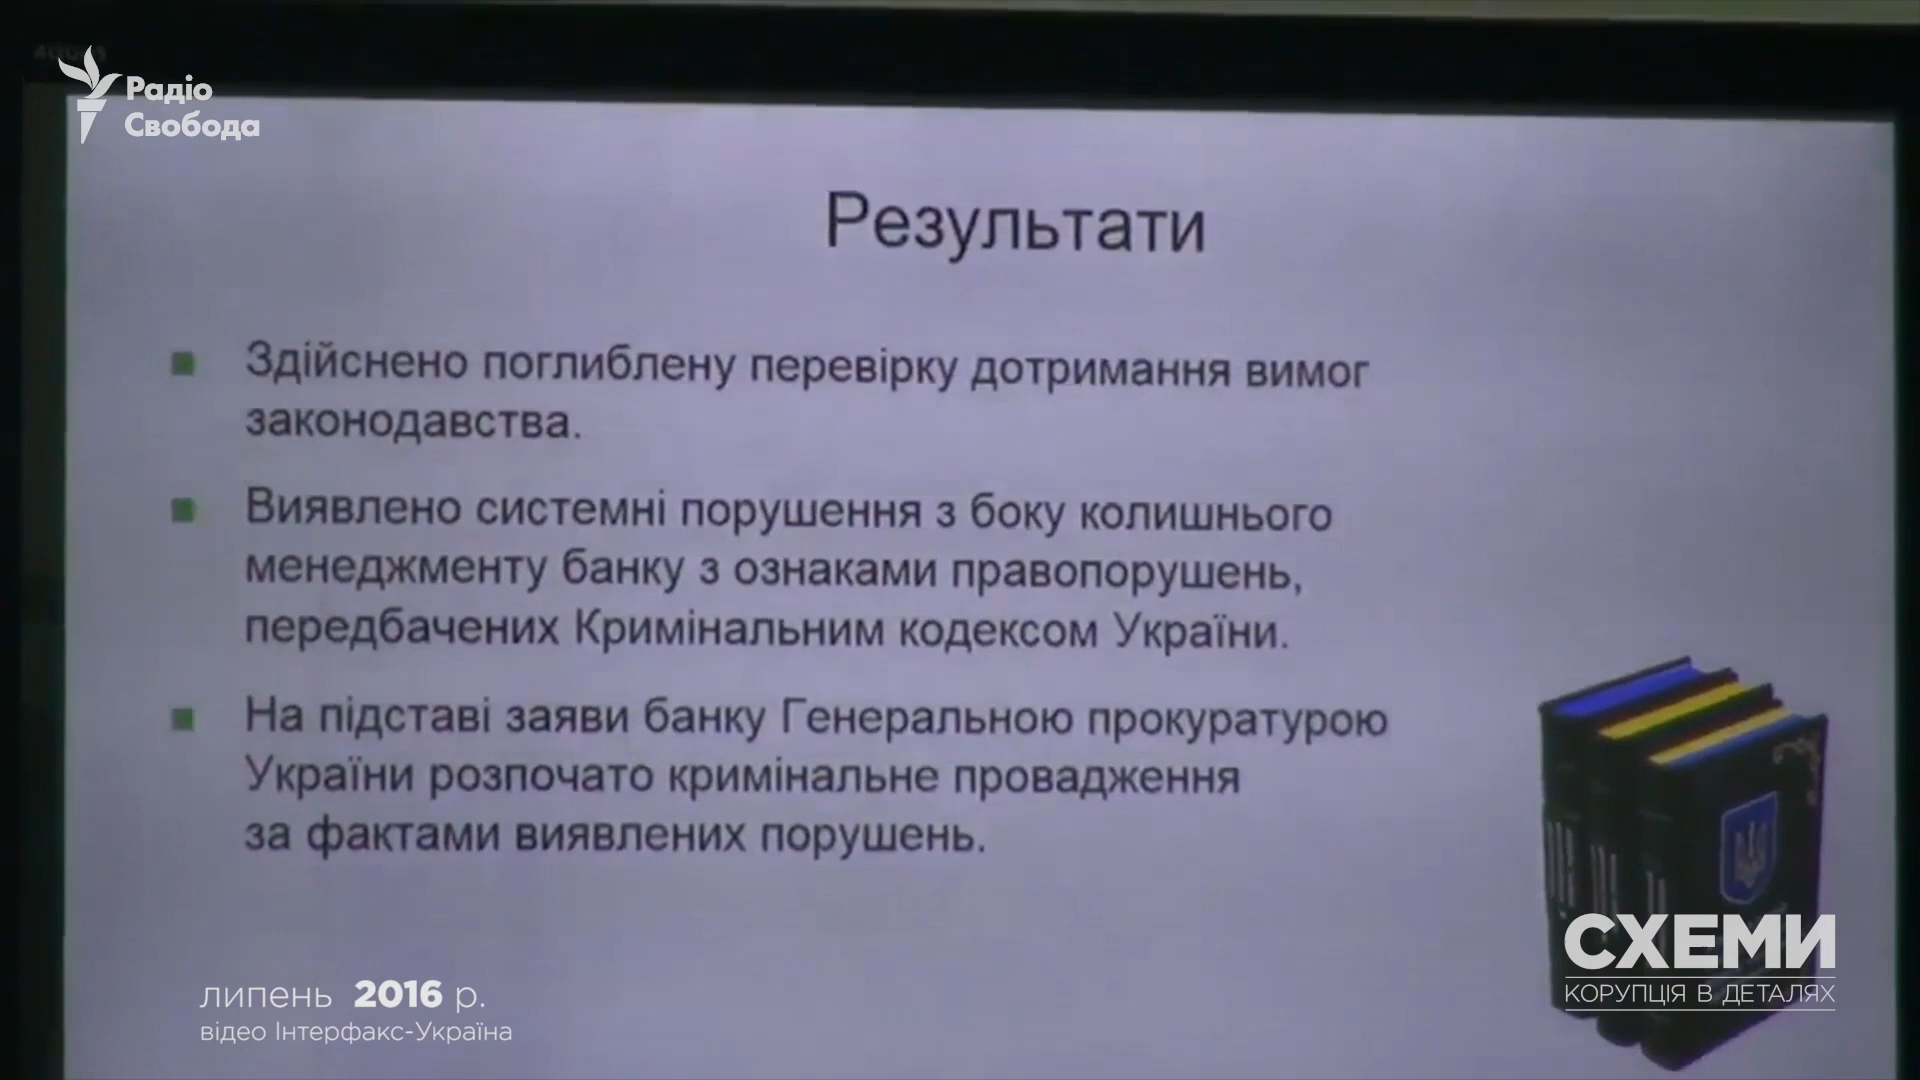 Радіо
Свобода
Результати
Здійснено поглиблену перевірку дотримання вимог
законодавства.
Виявлено системні порушення з боку колишнього
менеджменту банку з ознаками правопорушень,
передбачених Кримінальним кодексом України.
На підставі заяви банку Генеральною прокуратурою
України розпочато кримінальне провадження
за фактами виявлених порушень.
СХЕМИ
КОРУПЦІЯ В ДЕТАЛЯХ
липень 2016 р.
відео Інтерфакс-Україна